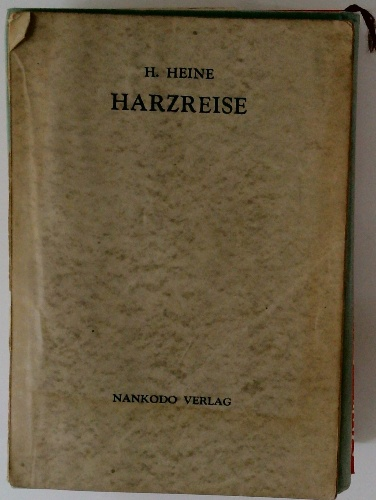 H. HEINE
HARZREISE
NANKODO VERLAG